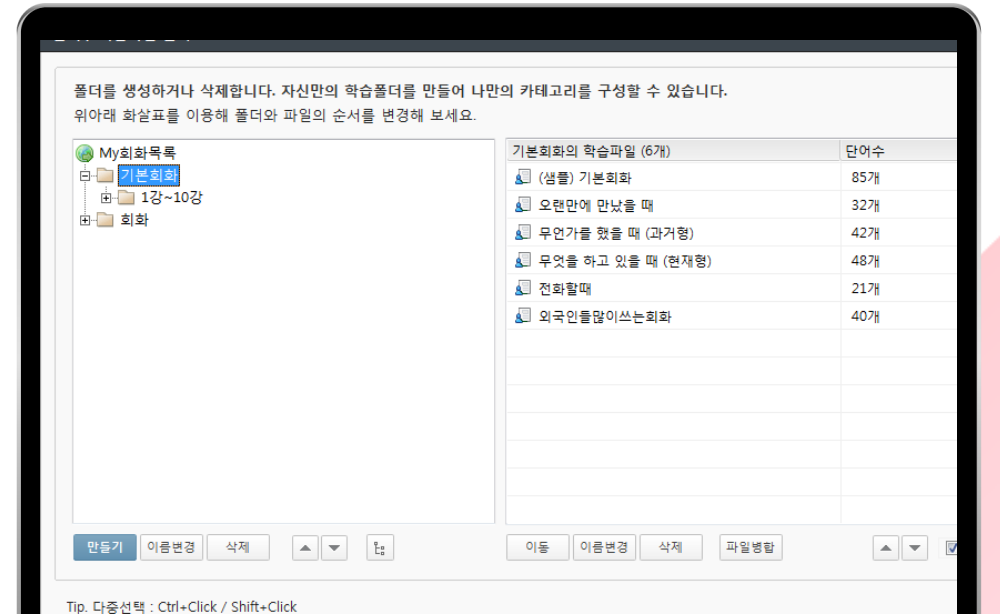 폴더를 생성하거나 삭제합니다. 자신만의 학습폴더를 만들어 나만의 카테고리를 구성할 수 있습니다.
위아래 화살표를 이용해 폴더와 파일의 순서를 변경해 보세요.
My회화목록
기본회화
1강~10강
회화
기본회화의 학습파일 (6개) 단어수
(샘플) 기본회화 85개
오랜만에 만났을 때 32개
무언가를 했을 때 (과거형) 42개
무엇을 하고 있을 때 (현재형) 48개
전화할때 21개
외국인들많이쓰는회화 40개
만들기 이름변경 삭제 이동 이름변경 삭제 파일병합
Tip. 다중선택 : Ctrl+Click / Shift+Click